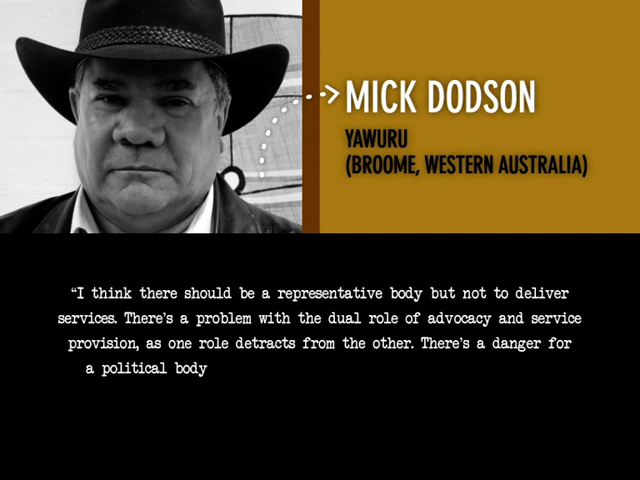 MICK DODSON
YAWURU
(BROOME, WESTERN AUSTRALIA)
“I think there should be a representative body but not to deliver
services. There’s a problem with the dual role of advocacy and service
provision, as one role detracts from the other. There’s a danger for
a political body